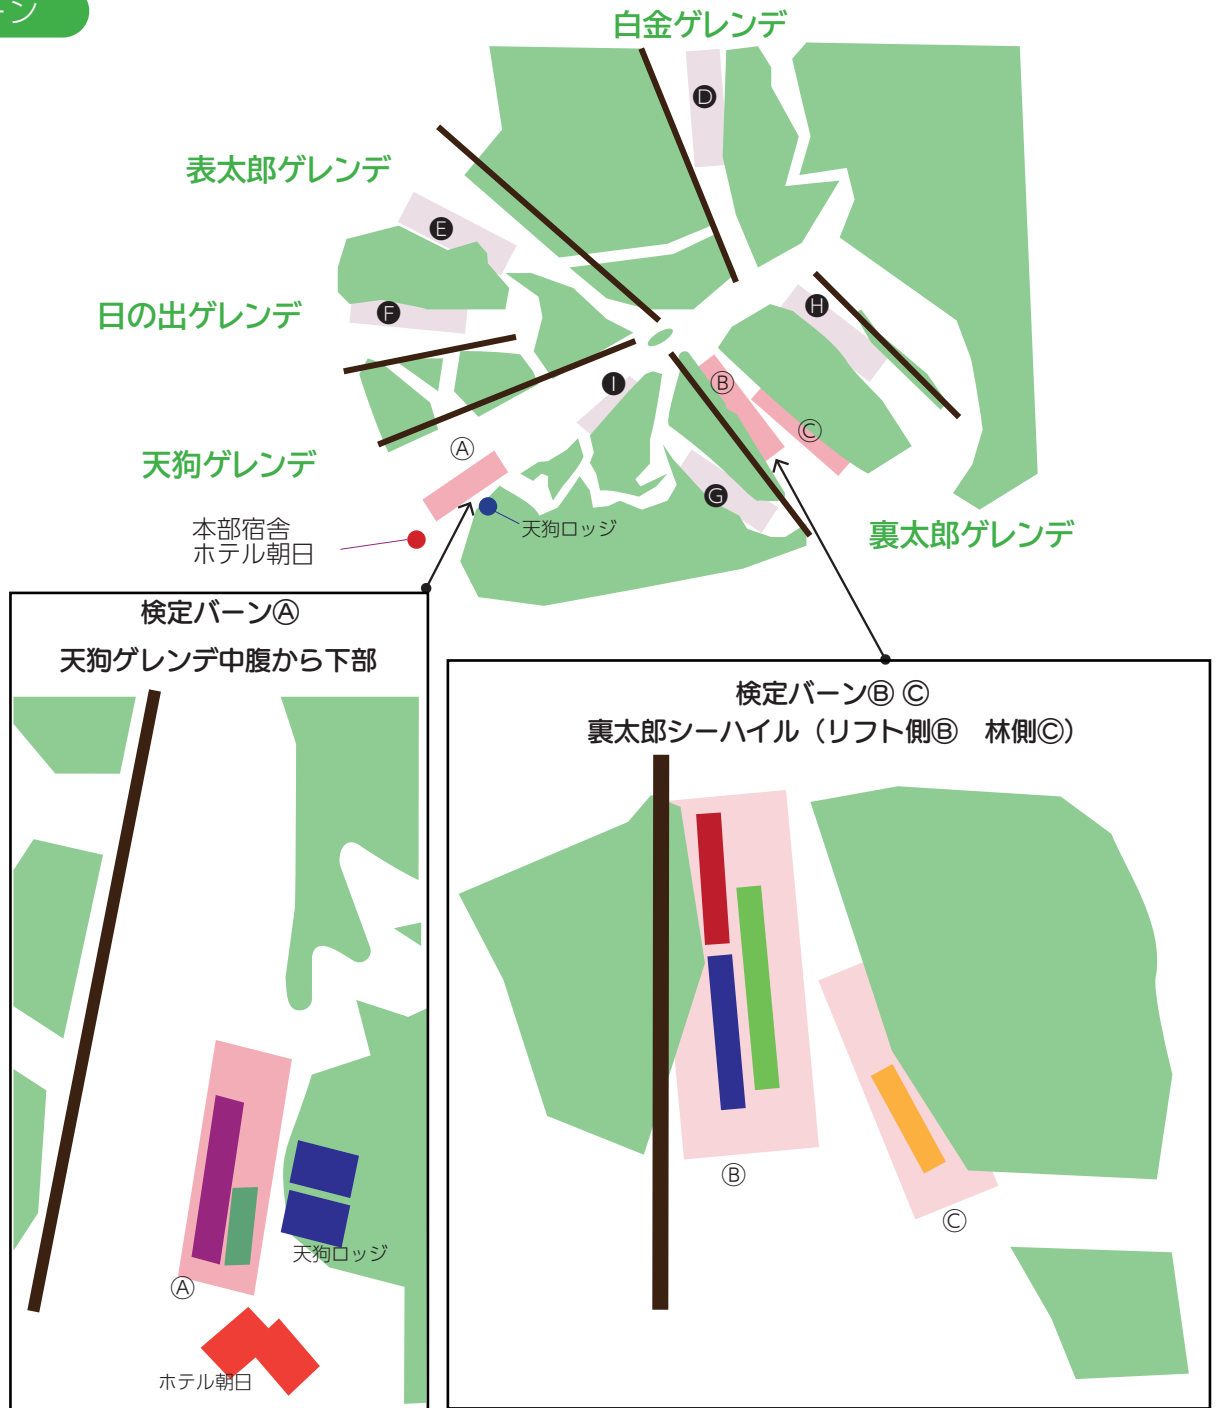 ーン
白金ゲレンデ
D
表太郎ゲレンデ
E
日の出ゲレンデ
F
H
I
B
C
A
天狗ゲレンデ
G
本部宿舎
ホテル朝日
天狗ロッジ
裏太郎ゲレンデ
検定バーンⒶ
天狗ゲレンデ中腹から下部
天狗ロッジ
Ⓐ
ホテル朝日
検定バーンⒷ Ⓒ
裏太郎シーハイル（リフト側Ⓑ　林側Ⓒ）
Ⓑ
Ⓒ